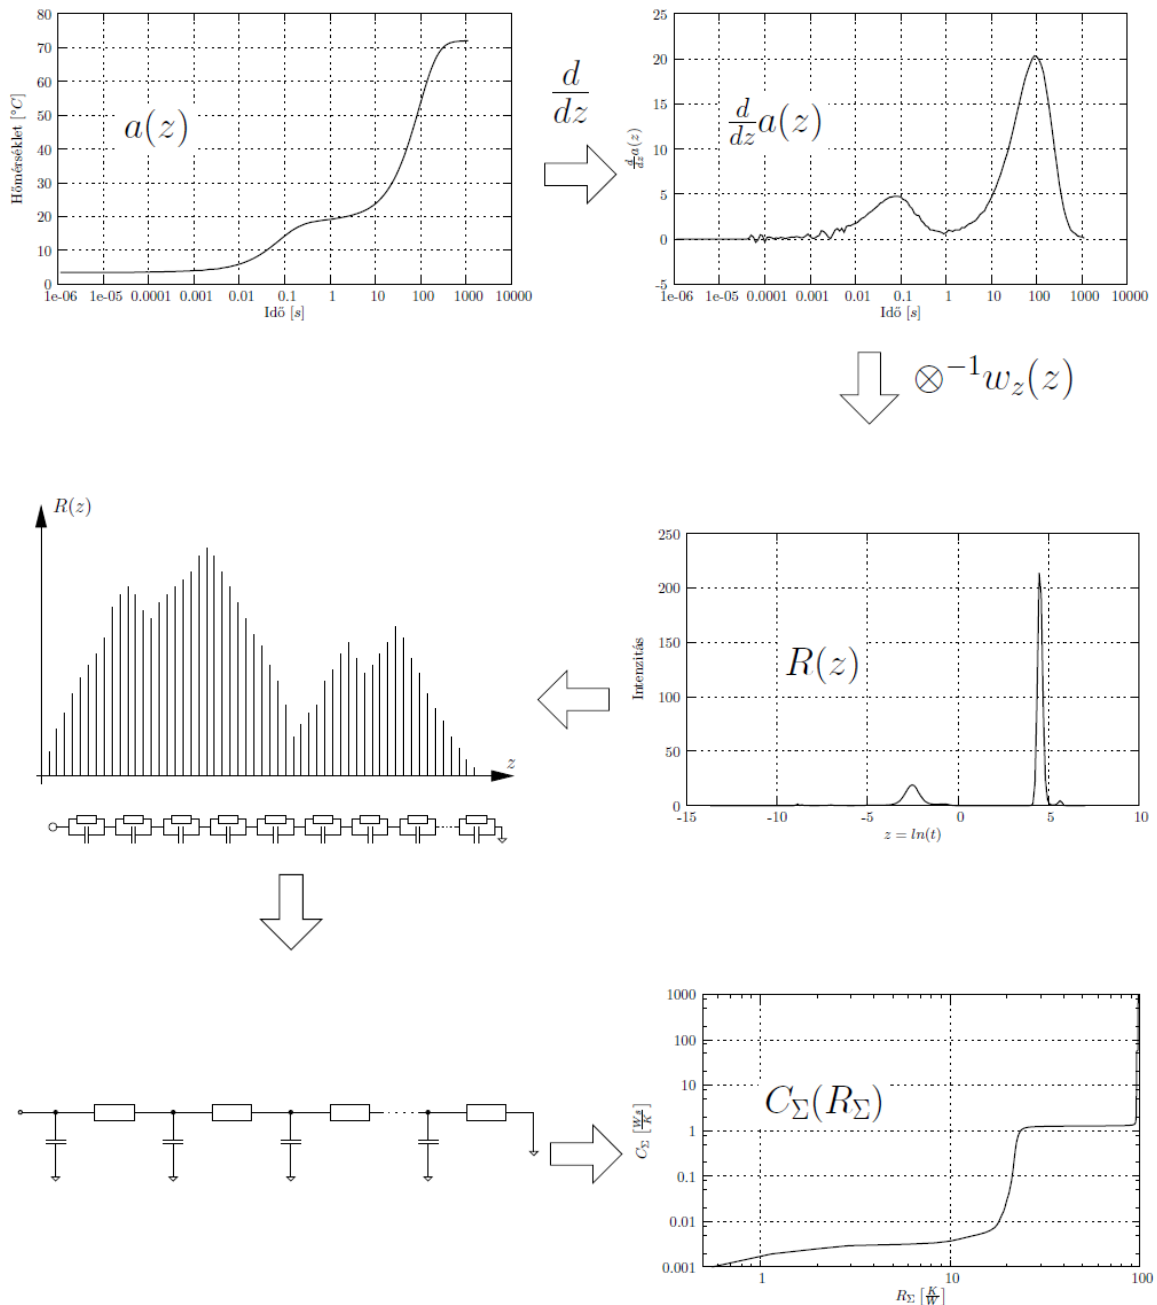 Hőmérséklet [°C]
80
70
60
50
40
30
20
10
0
a(z)
1e-06 1e-05 0.0001 0.001 0.01 0.1 1 10 100 1000 10000
Idő [s]
d
dz
d/dz a(z)
25
20
15
10
5
0
-5
d/dz a(z)
1e-06 1e-05 0.0001 0.001 0.01 0.1 1 10 100 1000 10000
Idő [s]
⊗⁻¹w_z(z)
R(z)
z
Intenzitás
250
200
150
100
50
0
R(z)
-15 -10 -5 0 5 10
z = ln(t)
C_Σ [Ws/K]
1000
100
10
1
0.1
0.01
0.001
C_Σ(R_Σ)
1 10 100
R_Σ [K/W]